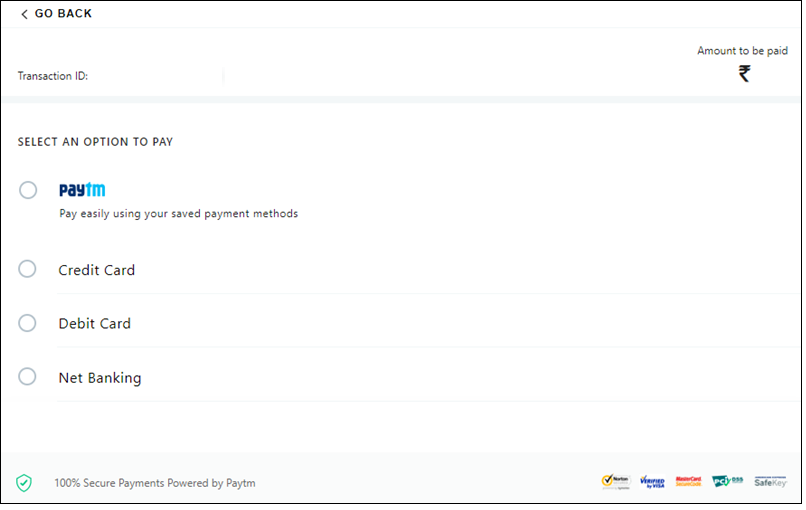 GO BACK
Amount to be paid
Transaction ID:
₹
SELECT AN OPTION TO PAY
paytm
Pay easily using your saved payment methods
Credit Card
Debit Card
Net Banking
100% Secure Payments Powered by Paytm
Norton
VERIFIED
by VISA
MasterCard
SecureCode
PCI DSS
SafeKey